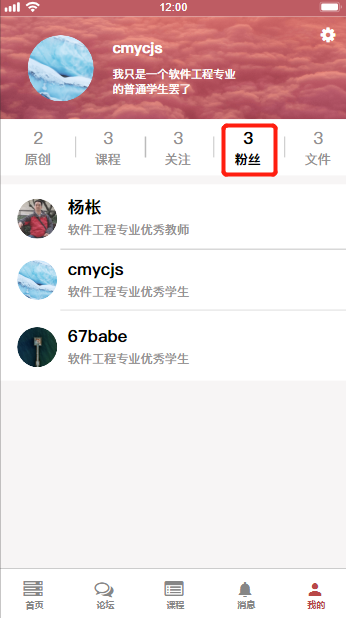 12:00
cmycjs
我只是一个软件工程专业
的普通学生罢了
2 3 3 3 3
原创 课程 关注 粉丝 文件
杨枨
软件工程专业优秀教师
cmycjs
软件工程专业优秀学生
67babe
软件工程专业优秀学生
首页 论坛 课程 消息 我的